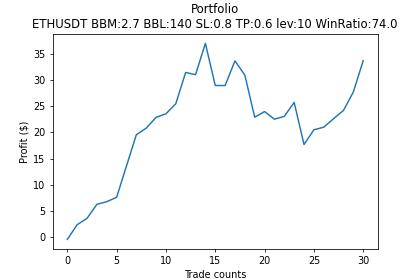 Portfolio
ETHUSDT BBM:2.7 BBL:140 SL:0.8 TP:0.6 lev:10 WinRatio:74.0
35
30
25
20
15
10
5
0
Profit ($)
0 5 10 15 20 25 30
Trade counts